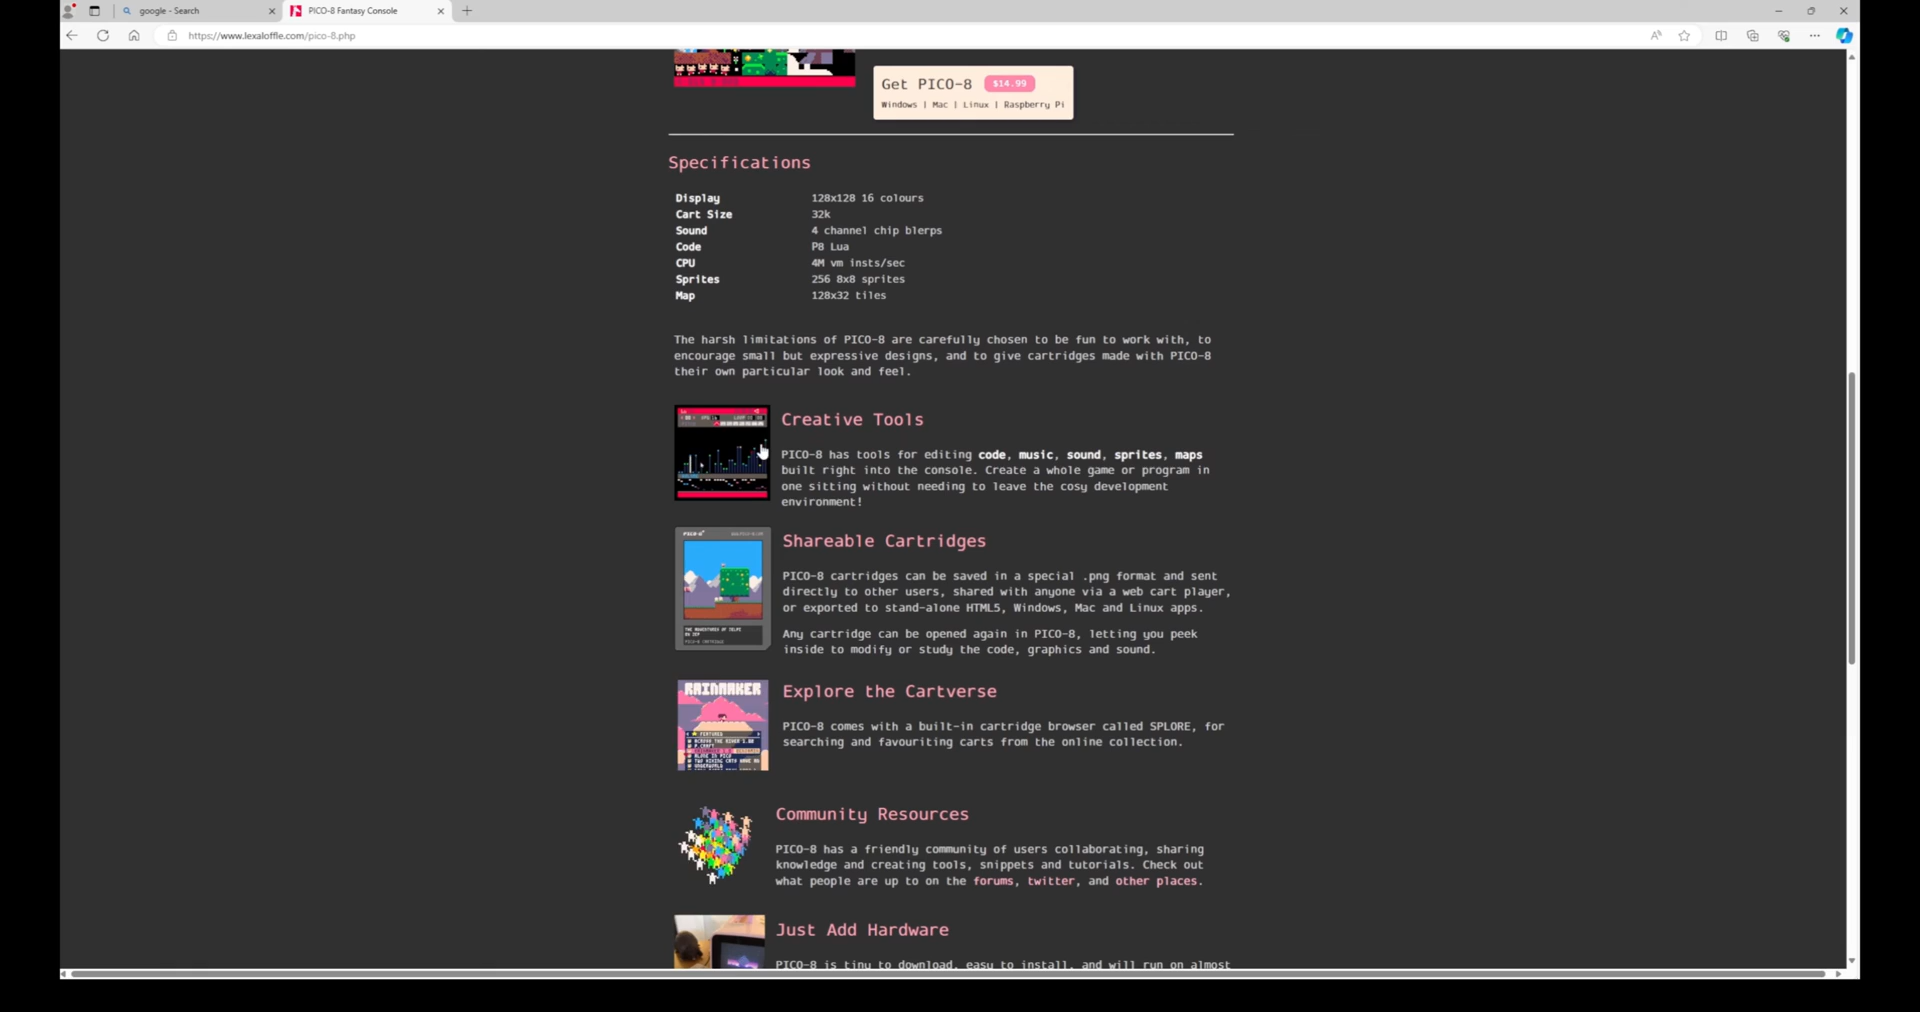 google - Search
PICO-8 Fantasy Console
https://www.lexaloffle.com/pico-8.php
Get PICO-8 $14.99
Windows | Mac | Linux | Raspberry Pi
Specifications
Display 128x128 16 colours
Cart Size 32k
Sound 4 channel chip blerps
Code P8 Lua
CPU 4M vm insts/sec
Sprites 256 8x8 sprites
Map 128x32 tiles
The harsh limitations of PICO-8 are carefully chosen to be fun to work with, to
encourage small but expressive designs, and to give cartridges made with PICO-8
their own particular look and feel.
Creative Tools
PICO-8 has tools for editing code, music, sound, sprites, maps
built right into the console. Create a whole game or program in
one sitting without needing to leave the cosy development
environment!
Shareable Cartridges
PICO-8 cartridges can be saved in a special .png format and sent
directly to other users, shared with anyone via a web cart player,
or exported to stand-alone HTML5, Windows, Mac and Linux apps.
Any cartridge can be opened again in PICO-8, letting you peek
inside to modify or study the code, graphics and sound.
PICO-8
RAINMAKER
Explore the Cartverse
PICO-8 comes with a built-in cartridge browser called SPLORE, for
searching and favouriting carts from the online collection.
Community Resources
PICO-8 has a friendly community of users collaborating, sharing
knowledge and creating tools, snippets and tutorials. Check out
what people are up to on the forums, twitter, and other places.
Just Add Hardware
PICO-8 is tiny to download, easy to install, and will run on almost